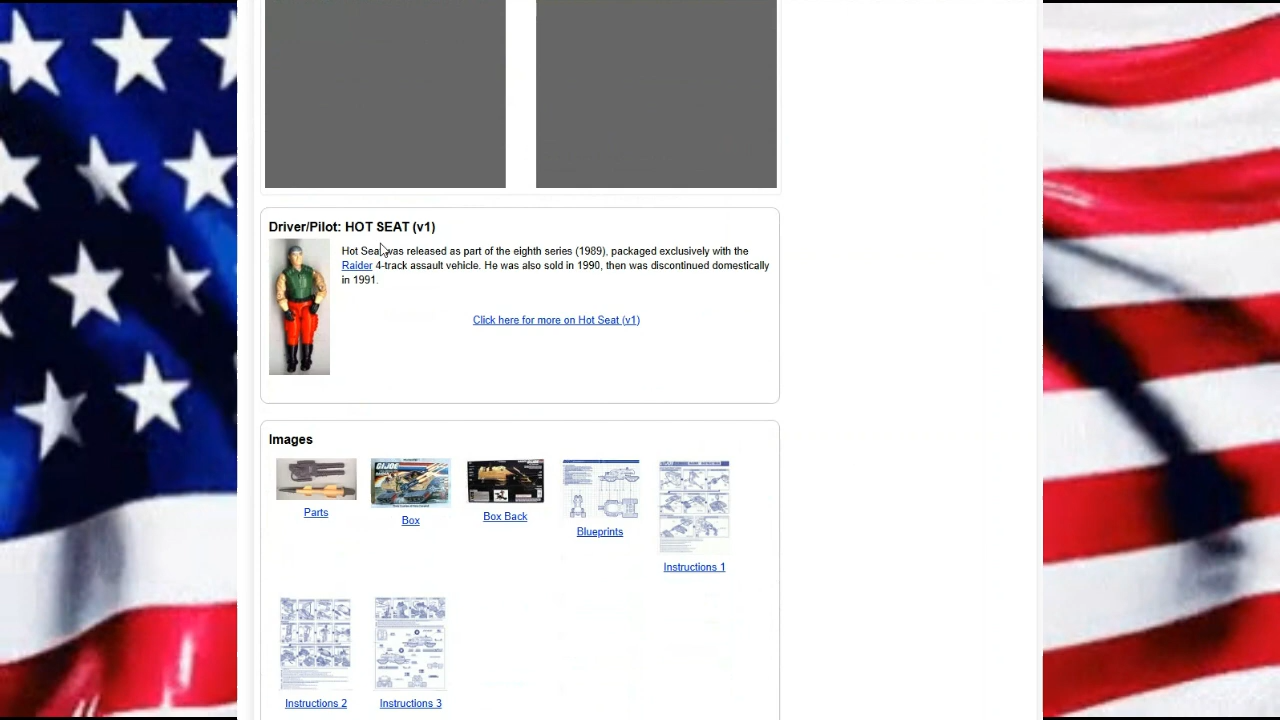 Driver/Pilot: HOT SEAT (v1)
Hot Seat was released as part of the eighth series (1989), packaged exclusively with the
Raider 4-track assault vehicle. He was also sold in 1990, then was discontinued domestically
in 1991.
Click here for more on Hot Seat (v1)
Images
GI JOE
Parts
Box
Box Back
Blueprints
Instructions 1
Instructions 2
Instructions 3